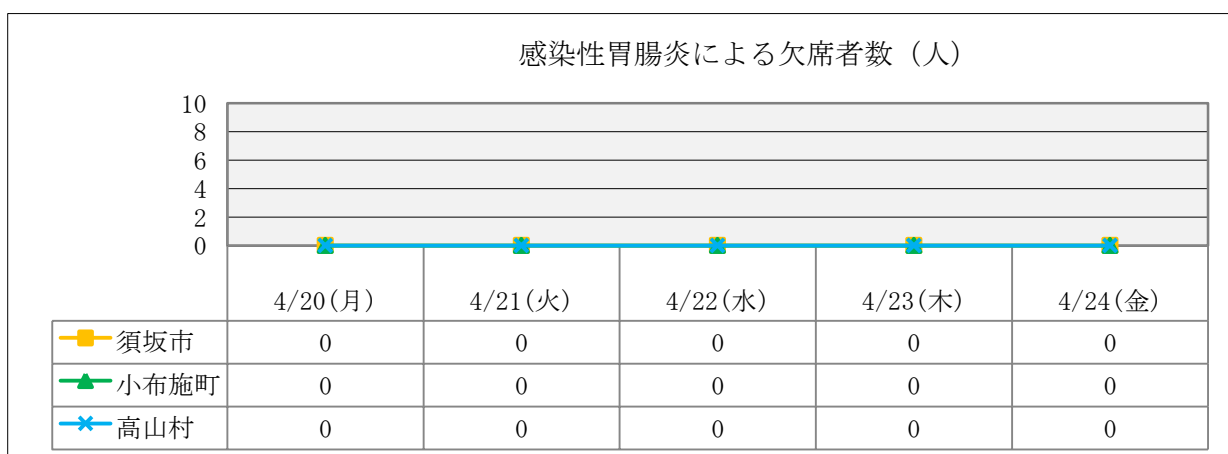 感染性胃腸炎による欠席者数（人）
10
8
6
4
2
0
4/20(月) 4/21(火) 4/22(水) 4/23(木) 4/24(金)
須坂市 0 0 0 0 0
小布施町 0 0 0 0 0
高山村 0 0 0 0 0